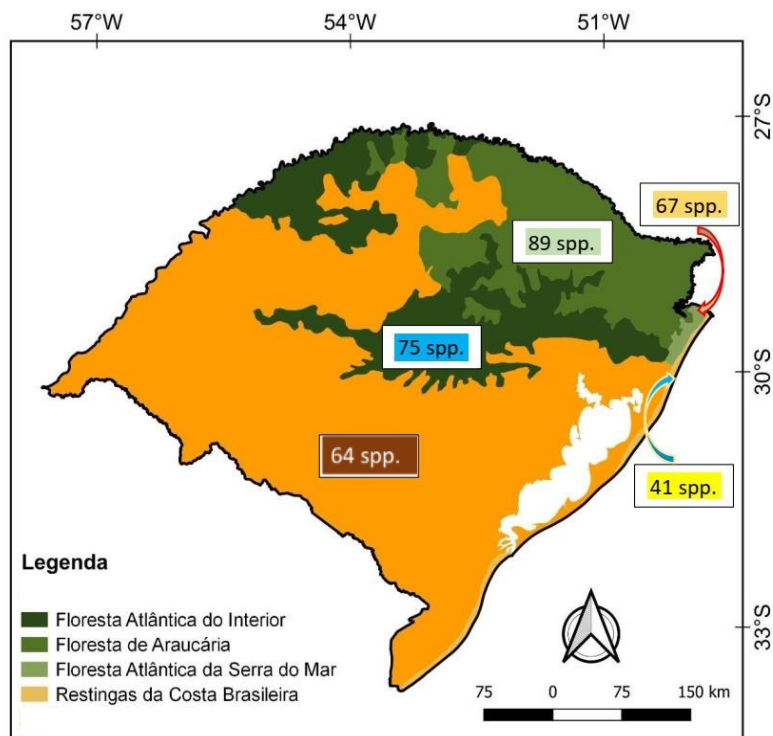 57°W 54°W 51°W
27°S
67 spp.
89 spp.
75 spp.
30°S
64 spp.
41 spp.
Legenda
Floresta Atlântica do Interior
Floresta de Araucária
Floresta Atlântica da Serra do Mar
Restingas da Costa Brasileira
33°S
75 0 75 150 km